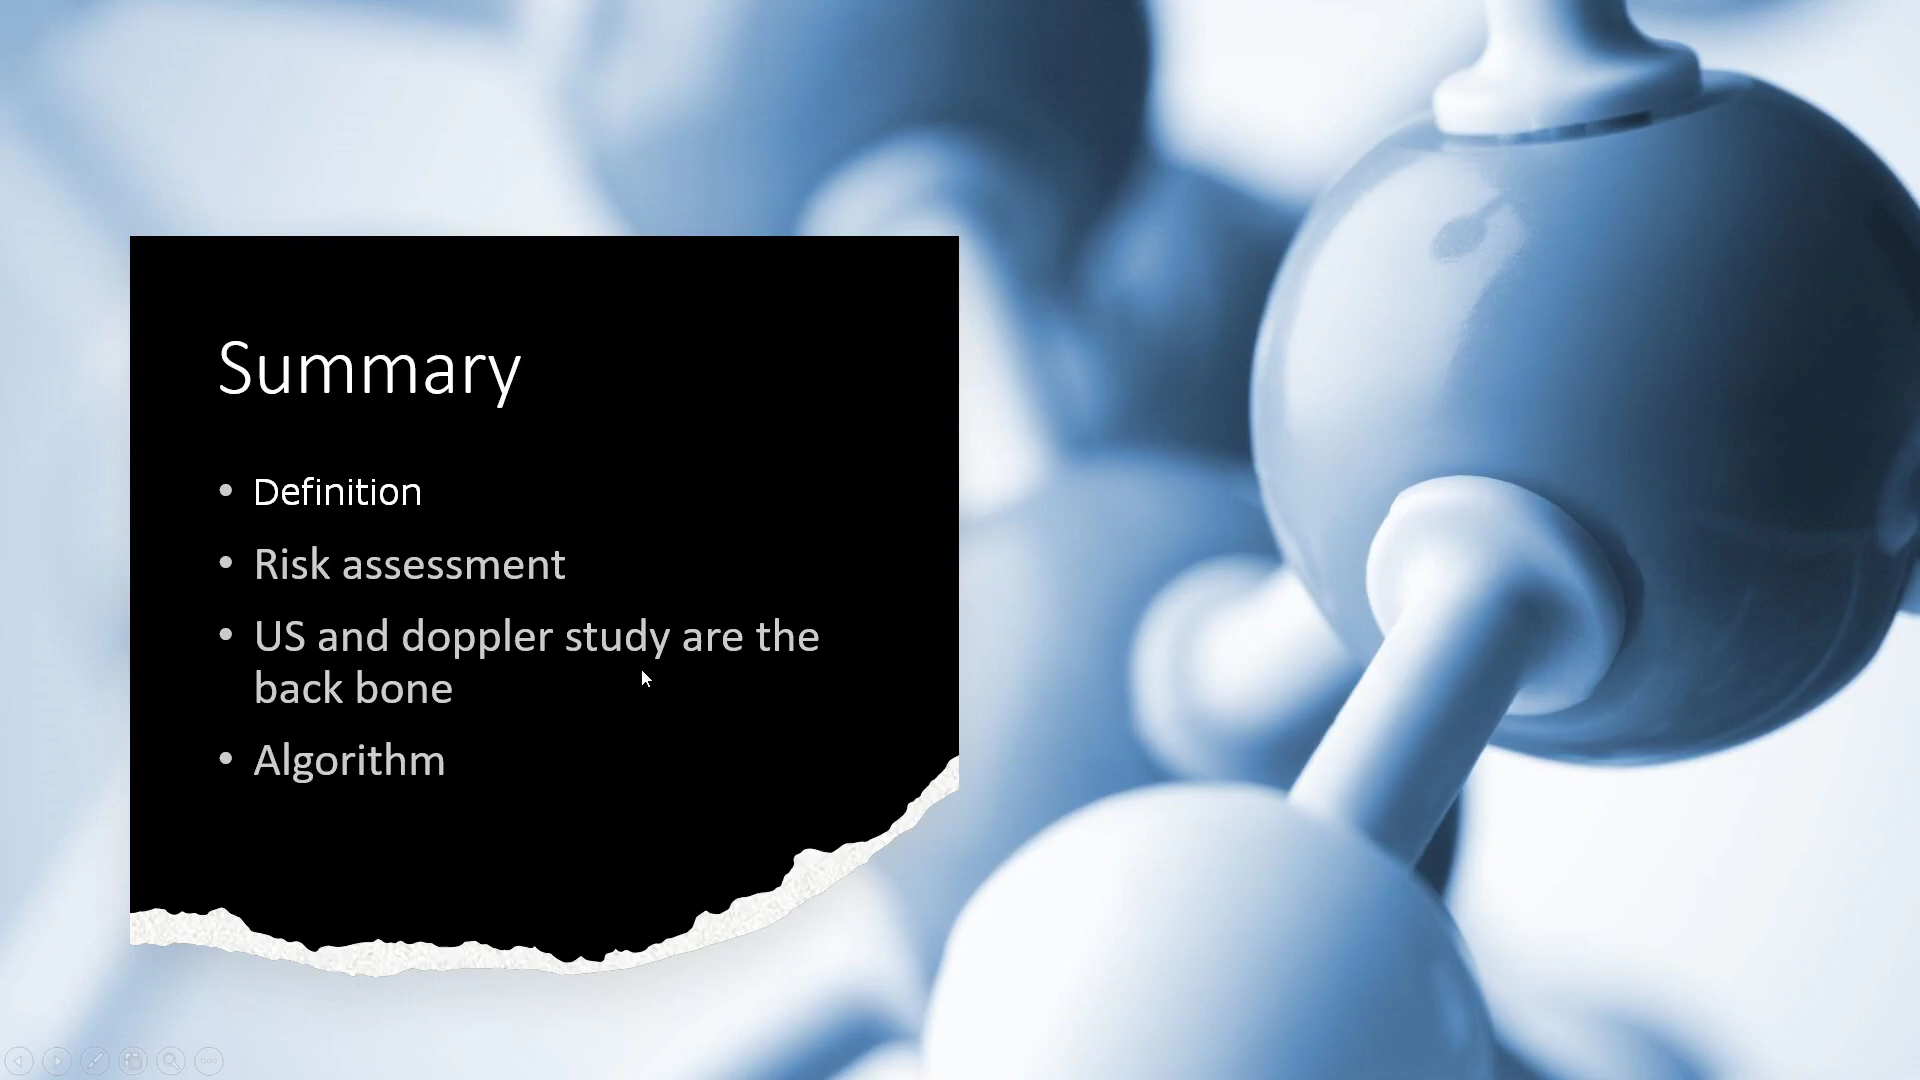 Summary
• Definition
• Risk assessment
• US and doppler study are the
back bone
• Algorithm